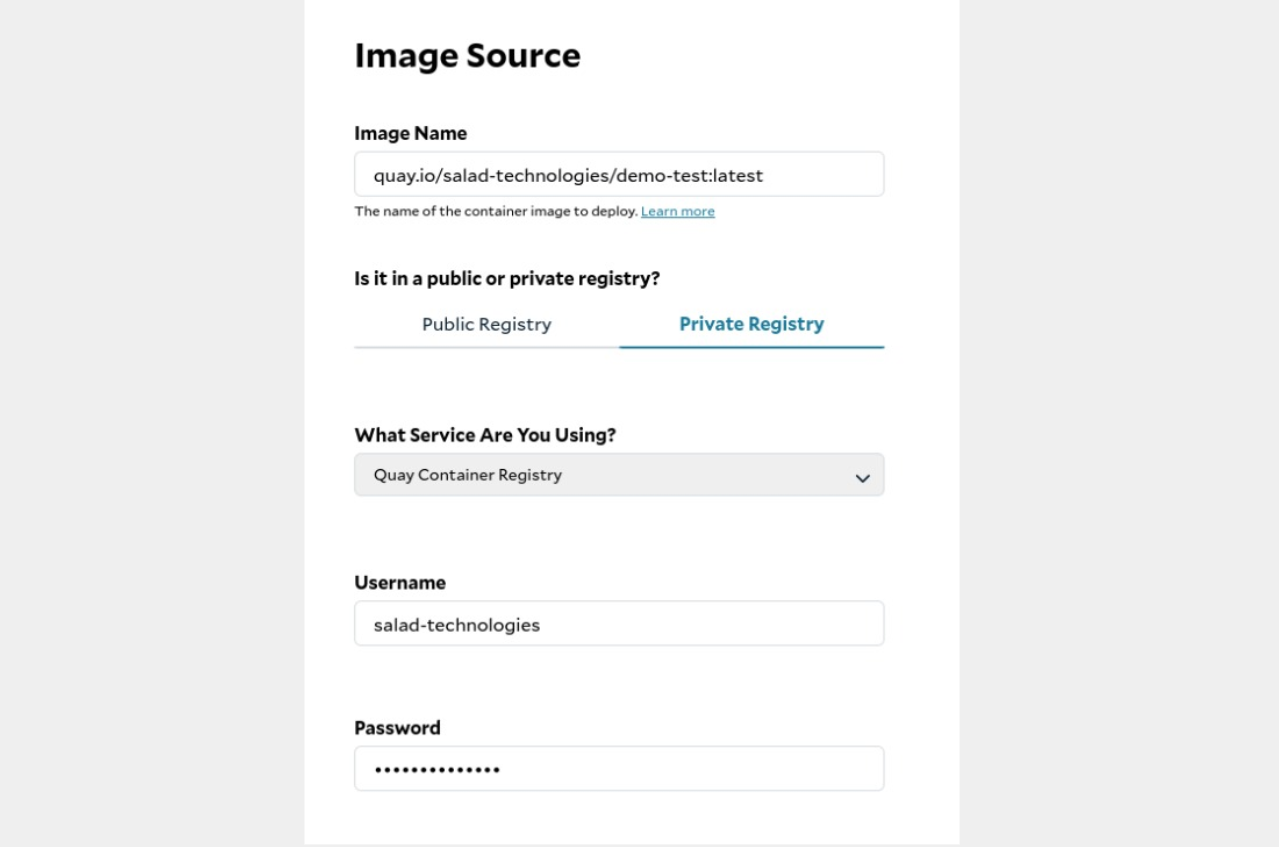 Image Source
Image Name
quay.io/salad-technologies/demo-test:latest
The name of the container image to deploy. Learn more
Is it in a public or private registry?
Public Registry Private Registry
What Service Are You Using?
Quay Container Registry
Username
salad-technologies
Password
••••••••••••••